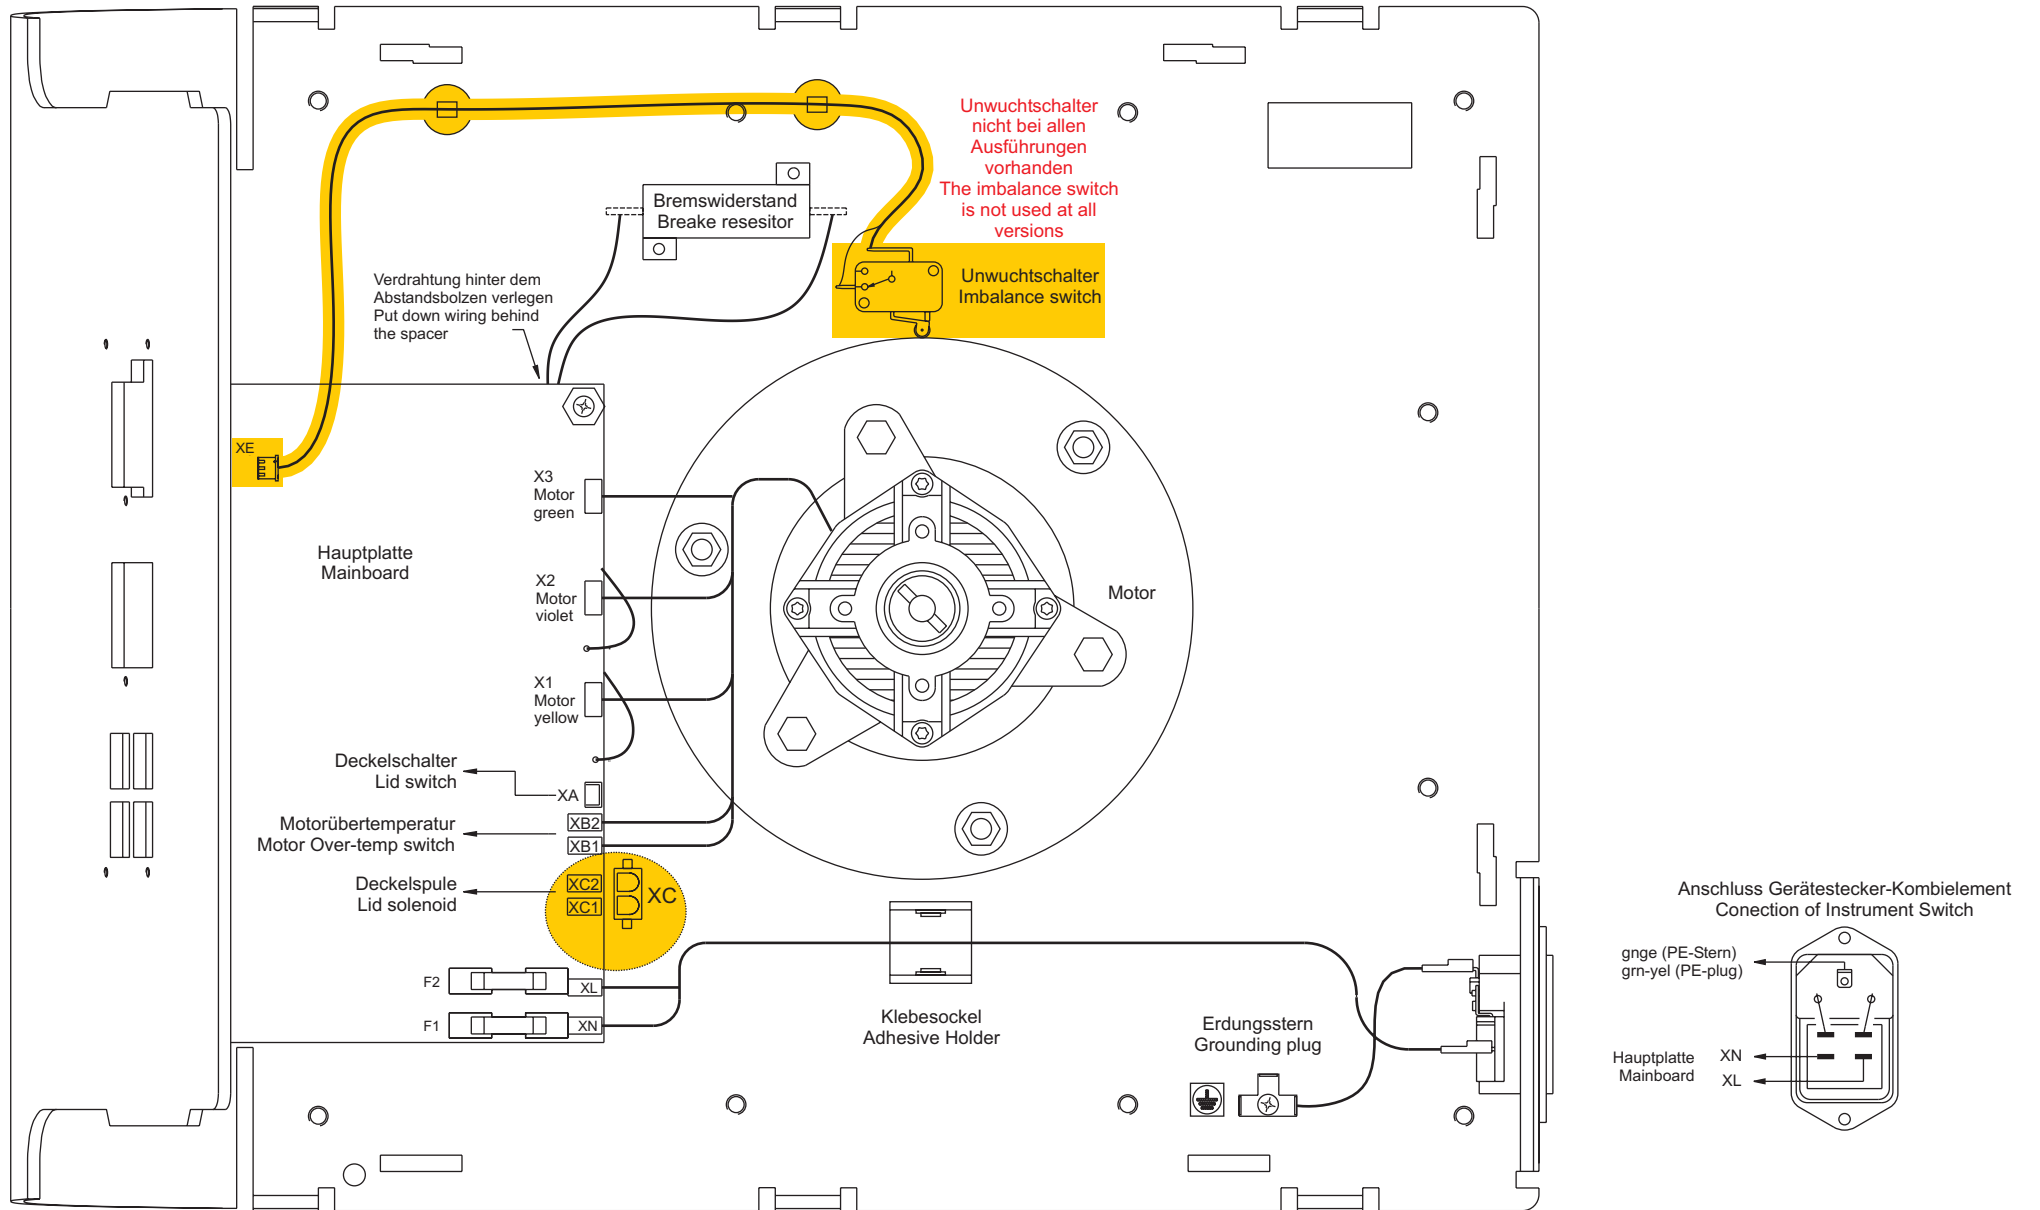 Unwuchtschalter
nicht bei allen
Ausführungen
vorhanden
The imbalance switch
is not used at all
versions
Bremswiderstand
Breake resesitor
Unwuchtschalter
Imbalance switch
Verdrahtung hinter dem
Abstandsbolzen verlegen
Put down wiring behind
the spacer
XE
X3
Motor
green
Hauptplatte
Mainboard
X2
Motor
violet
Motor
X1
Motor
yellow
Deckelschalter
Lid switch
XA
Motorübertemperatur
Motor Over-temp switch
XB2
XB1
Deckelspule
Lid solenoid
XC2
XC1
XC
F2
XL
F1
XN
Klebesockel
Adhesive Holder
Erdungsstern
Grounding plug
Anschluss Gerätestecker-Kombielement
Conection of Instrument Switch
gnge (PE-Stern)
grn-yel (PE-plug)
Hauptplatte
Mainboard
XN
XL